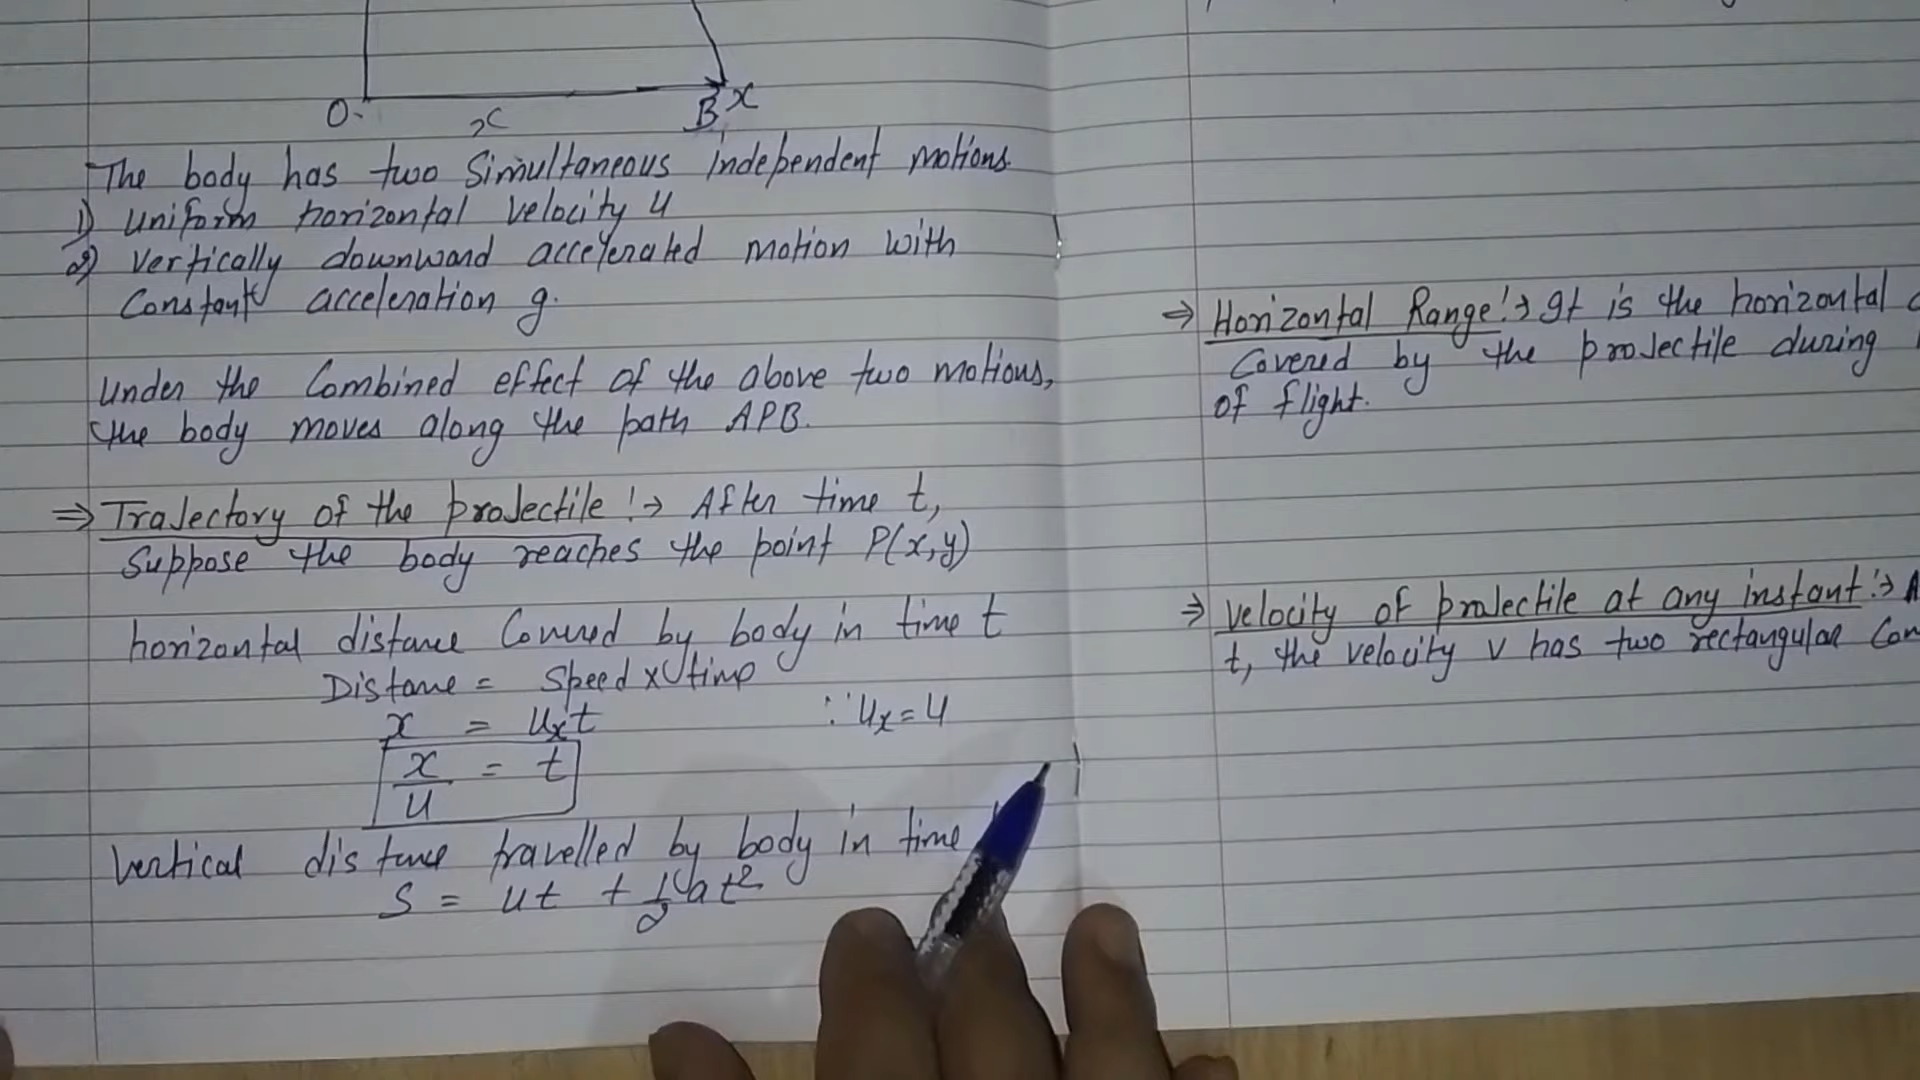 O.
x
B x
The body has two Simultaneous independent motions
1) uniform horizontal velocity u
2) vertically downward accelerated motion with
Constant acceleration g.
Under the Combined effect of the above two motions,
the body moves along the path APB.
⇒ Trajectory of the projectile :→ After time t,
Suppose the body reaches the point P(x,y)
horizontal distance Covered by body in time t
Distane = Speed x time
x = uxt ∵ ux = u
x/u = t
Vertical distance travelled by body in time
S = ut + 1/2 at²
⇒ Horizontal Range :→ It is the horizontal
Covered by the projectile during
of flight.
⇒ Velocity of projectile at any instant :→ A
t, the velocity v has two rectangular Com